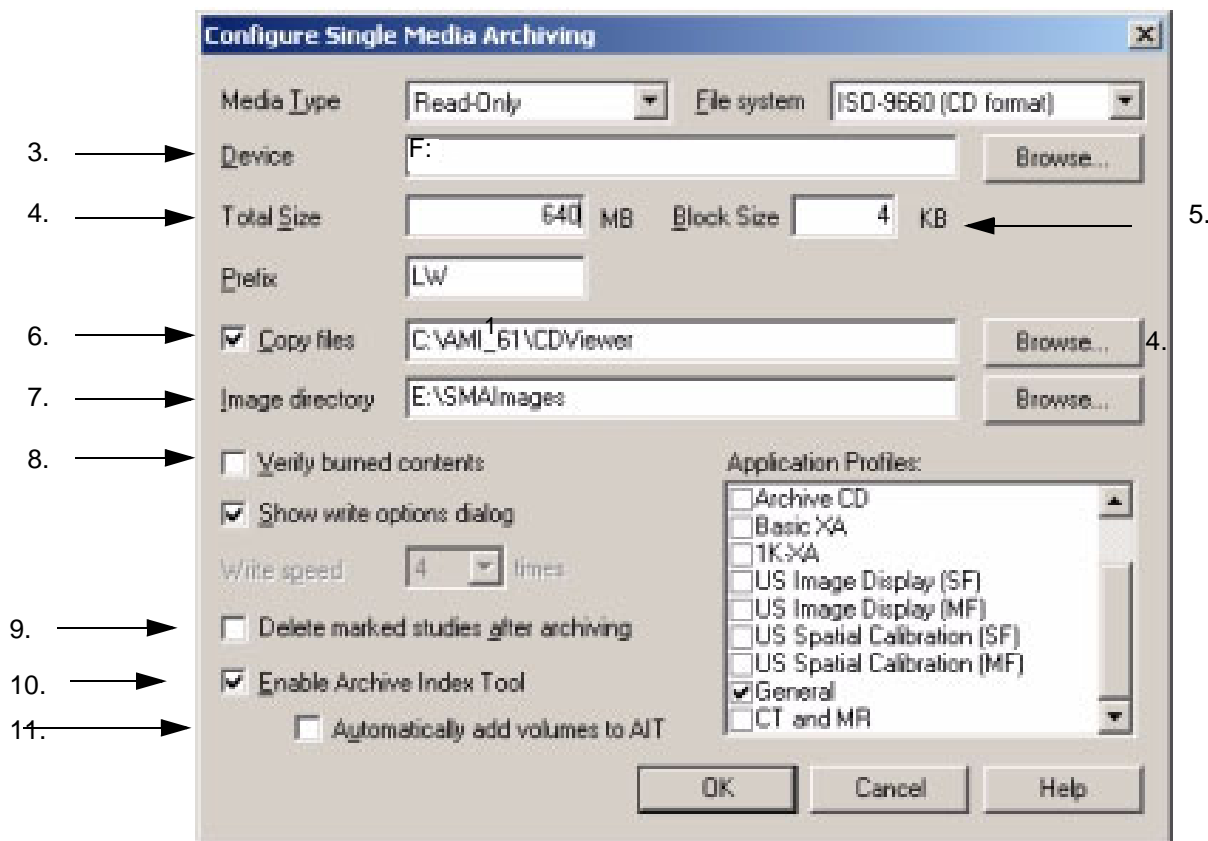 Configure Single Media Archiving
Media Type Read-Only File system ISO-9660 (CD format)
3. Device F: Browse...
4. Total Size 640 MB Block Size 4 KB 5.
Prefix LW
6. Copy files C:\AMI_61\CDViewer 1 Browse... 4.
7. Image directory E:\SMAImages Browse...
8. Verify burned contents Application Profiles:
Archive CD
Show write options dialog Basic XA
1K-XA
Write speed 4 times US Image Display (SF)
US Image Display (MF)
9. Delete marked studies after archiving US Spatial Calibration (SF)
US Spatial Calibration (MF)
10. Enable Archive Index Tool General
11. Automatically add volumes to AIT CT and MR
OK Cancel Help